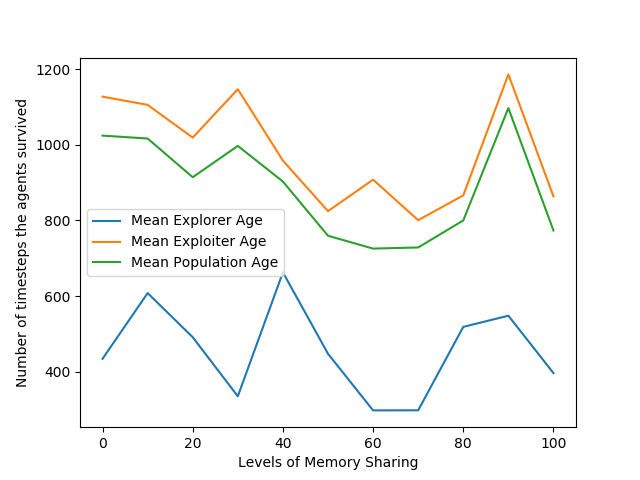 1200
1000
800
600
400
Number of timesteps the agents survived
Mean Explorer Age
Mean Exploiter Age
Mean Population Age
0 20 40 60 80 100
Levels of Memory Sharing